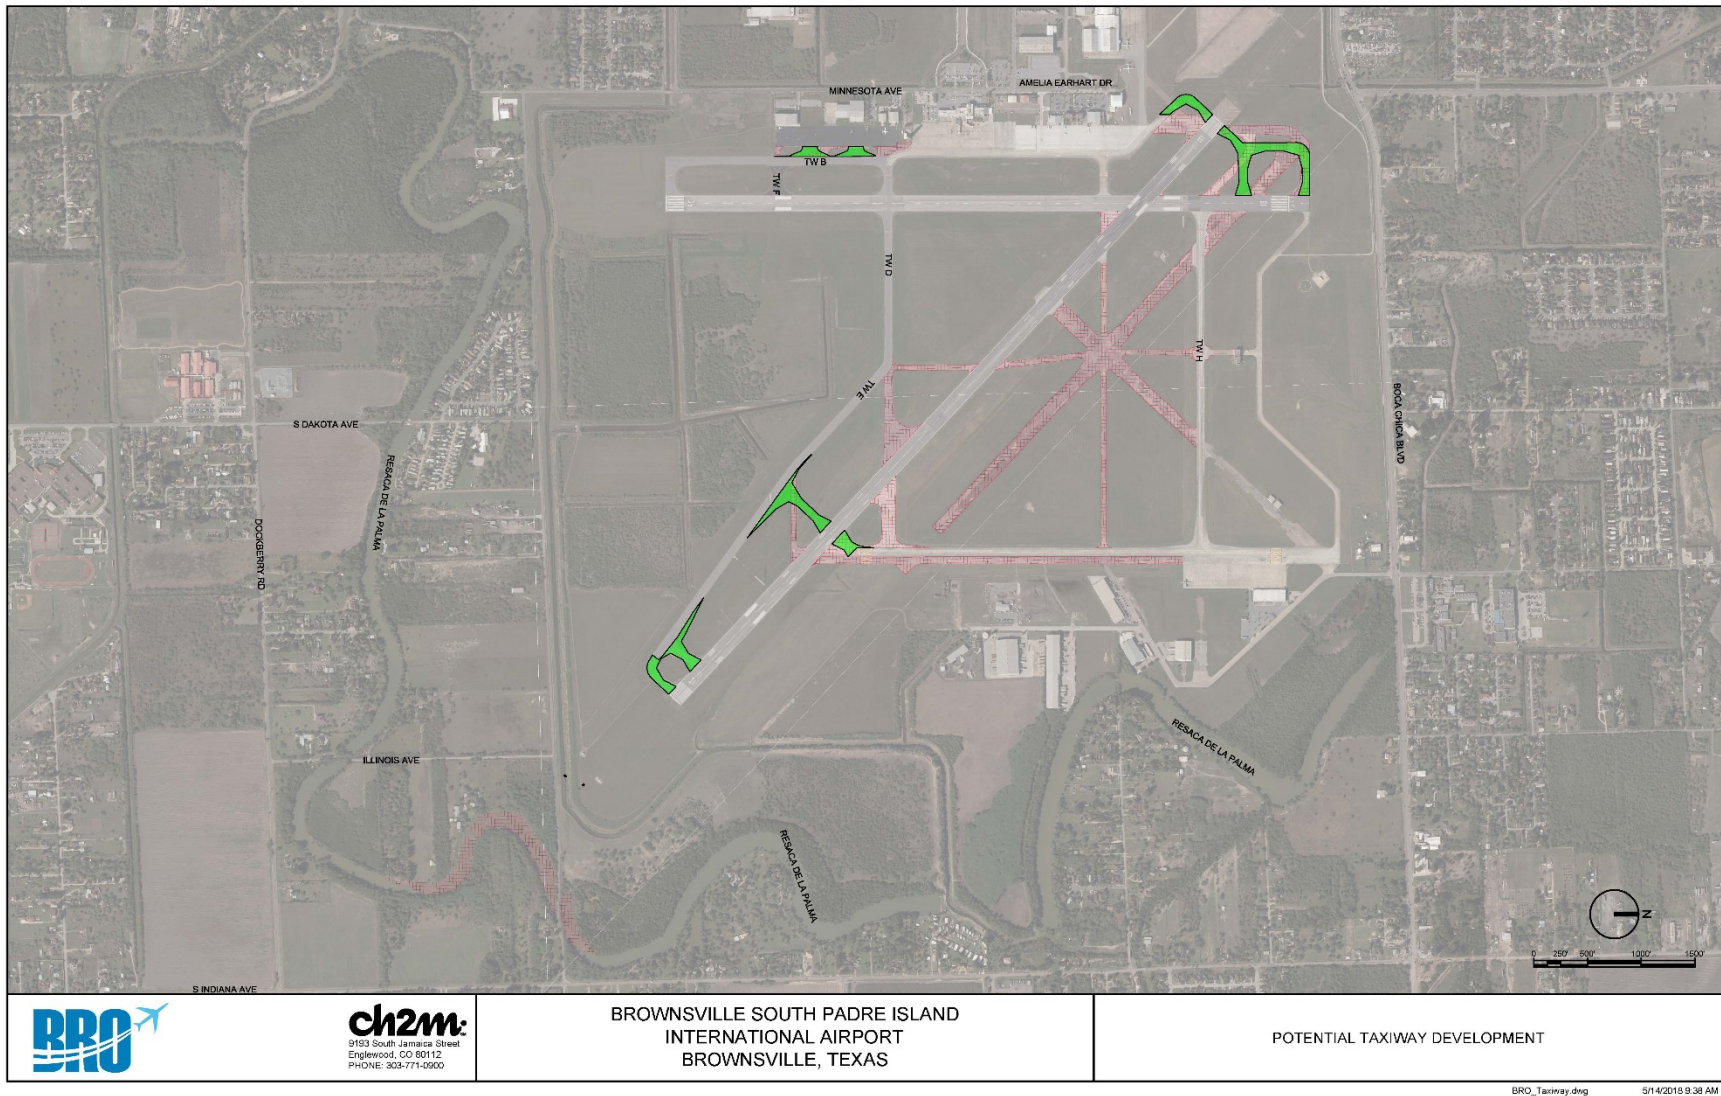 MINNESOTA AVE
AMELIA EARHART DR
TW B
TW F
TW D
TW H
TW E
S DAKOTA AVE
BOCA CHICA BLVD
RESACA DE LA PALMA
DOCKBERRY RD
ILLINOIS AVE
RESACA DE LA PALMA
RESACA DE LA PALMA
N
0 250' 500' 1000' 1500'
S INDIANA AVE
BRO
ch2m:
9193 South Jamaica Street
Englewood, CO 80112
PHONE: 303-771-0900
BROWNSVILLE SOUTH PADRE ISLAND
INTERNATIONAL AIRPORT
BROWNSVILLE, TEXAS
POTENTIAL TAXIWAY DEVELOPMENT
BRO_Taxiway.dwg 5/14/2018 9:38 AM